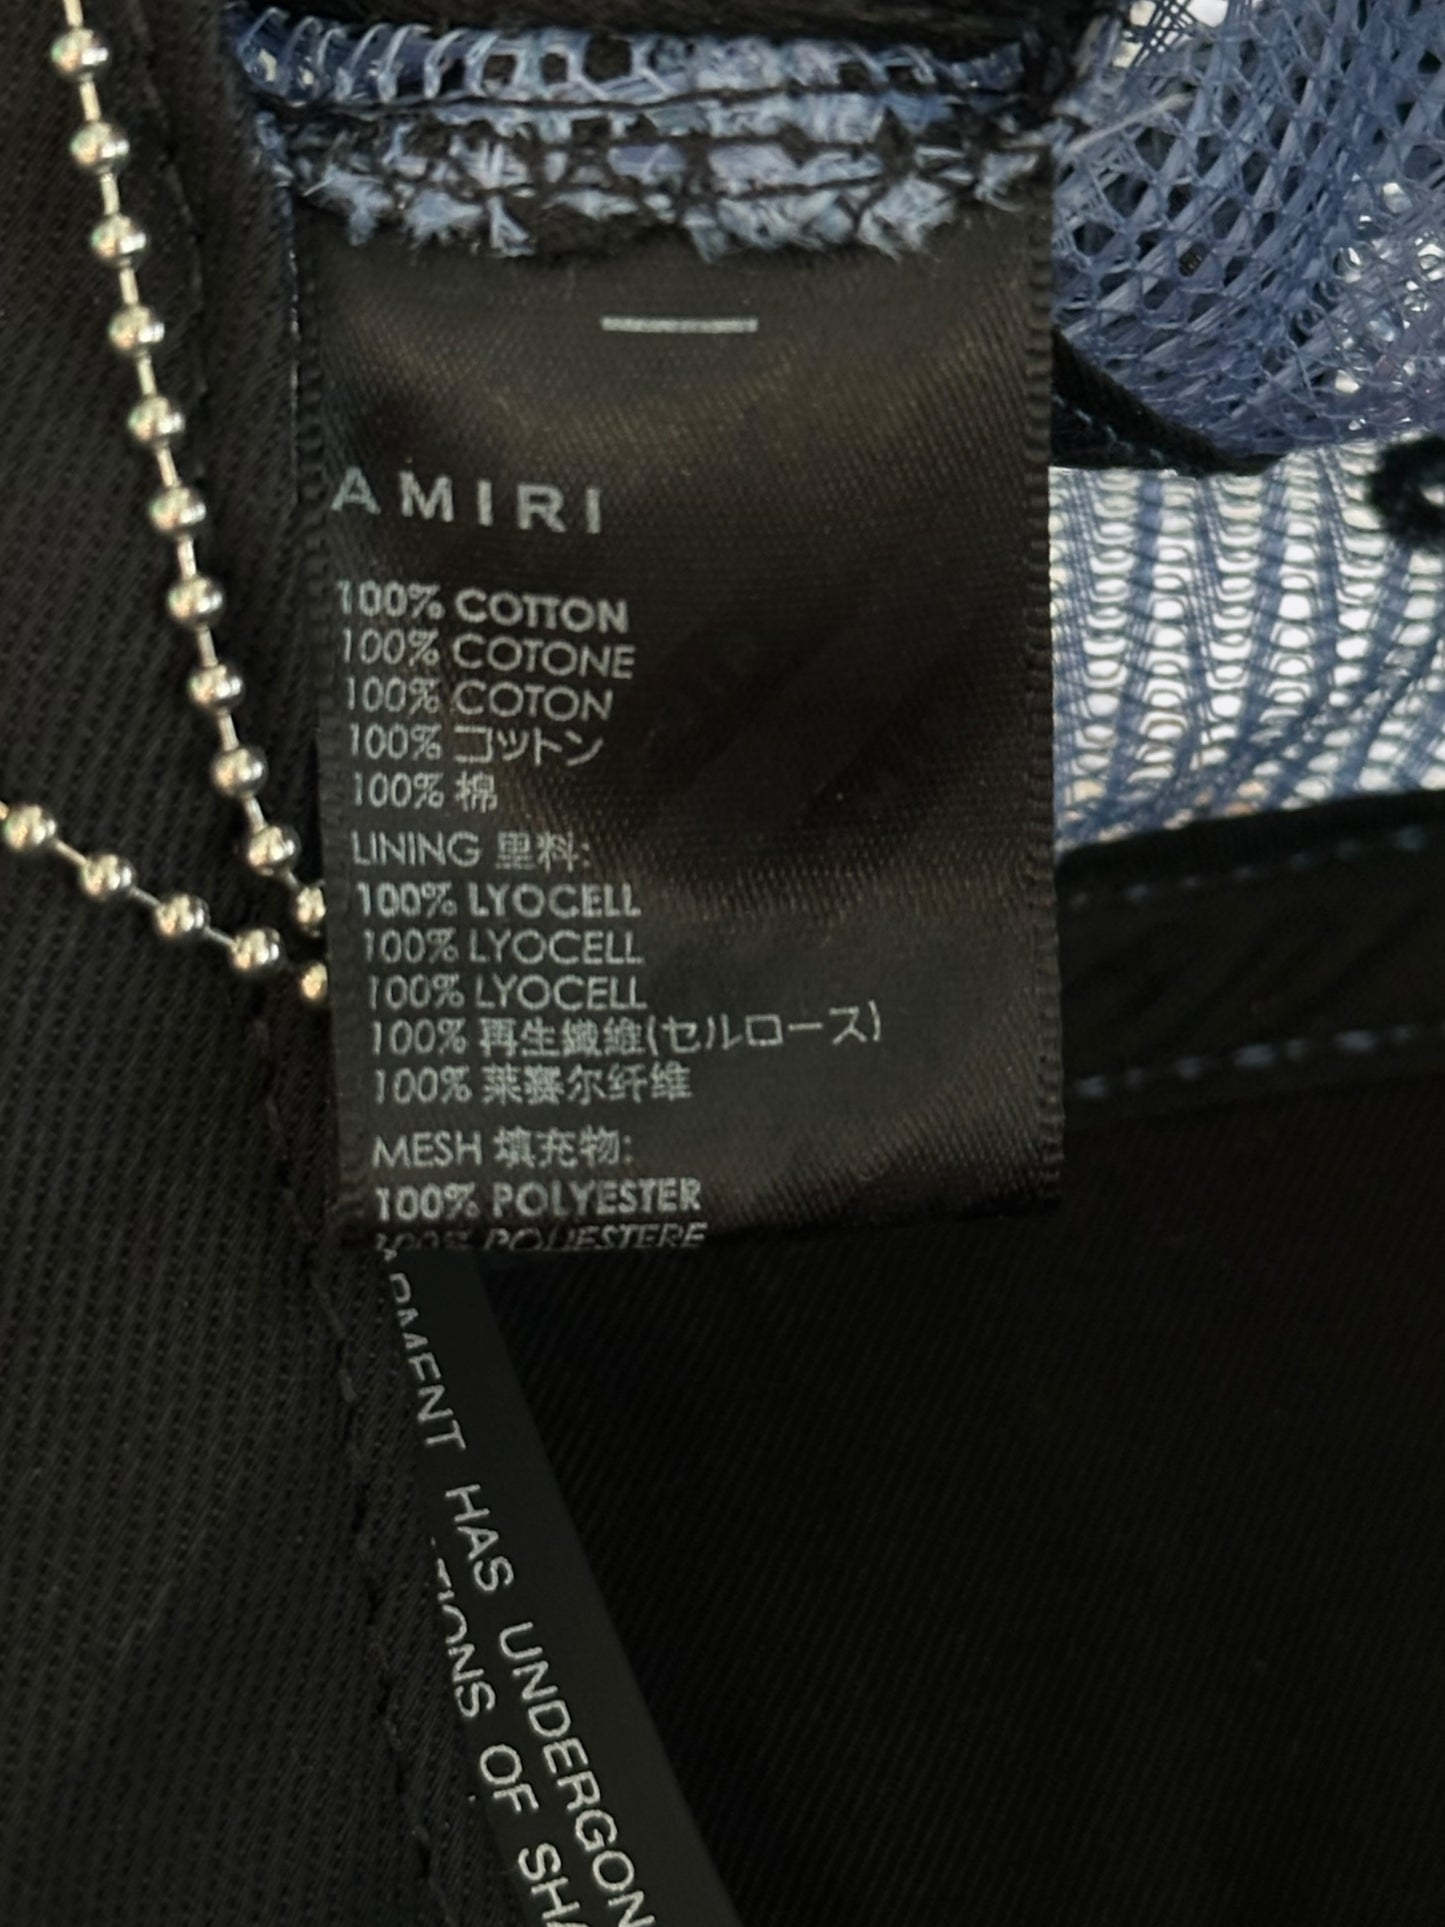 AMIRI
100% COTTON
100% COTONE
100% COTON
100% コットン
100% 棉
LINING 里料:
100% LYOCELL
100% LYOCELL
100% LYOCELL
100% 再生繊維(セルロース)
100% 莱赛尔纤维
MESH 填充物:
100% POLYESTER
100% POLIESTERE
HAS UNDERGON
OF